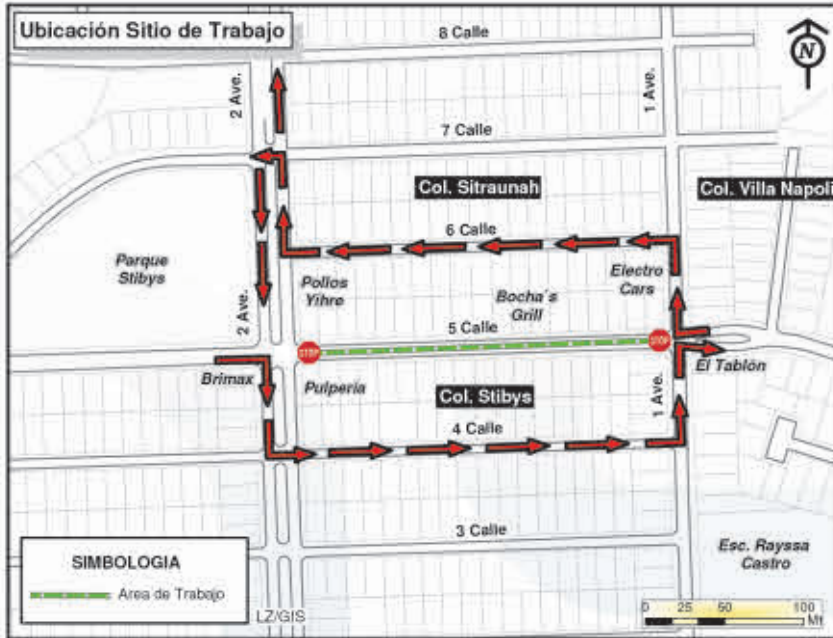 Ubicación Sitio de Trabajo
8 Calle
N
2 Ave.
1 Ave.
7 Calle
Col. Sitraunah
Col. Villa Napoli
6 Calle
Parque
Stibys
Pollos
Yihre
Electro
Cars
Bocha´s
Grill
2 Ave.
5 Calle
STOP
STOP
El Tablón
Brimax
Pulpería
Col. Stibys
1 Ave.
4 Calle
3 Calle
Esc. Rayssa
Castro
SIMBOLOGIA
Area de Trabajo
LZ/GIS
0 25 50 100
Mt